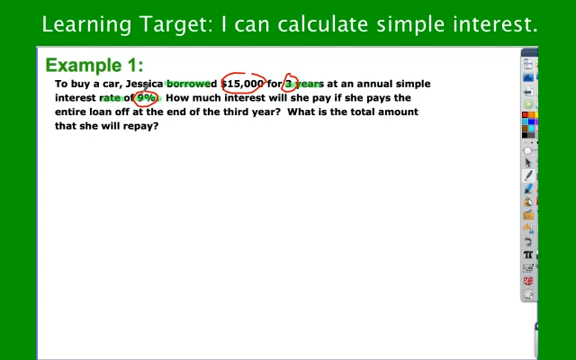 Learning Target: I can calculate simple interest.
Example 1:
To buy a car, Jessica borrowed $15,000 for 3 years at an annual simple
interest rate of 9%. How much interest will she pay if she pays the
entire loan off at the end of the third year? What is the total amount
that she will repay?